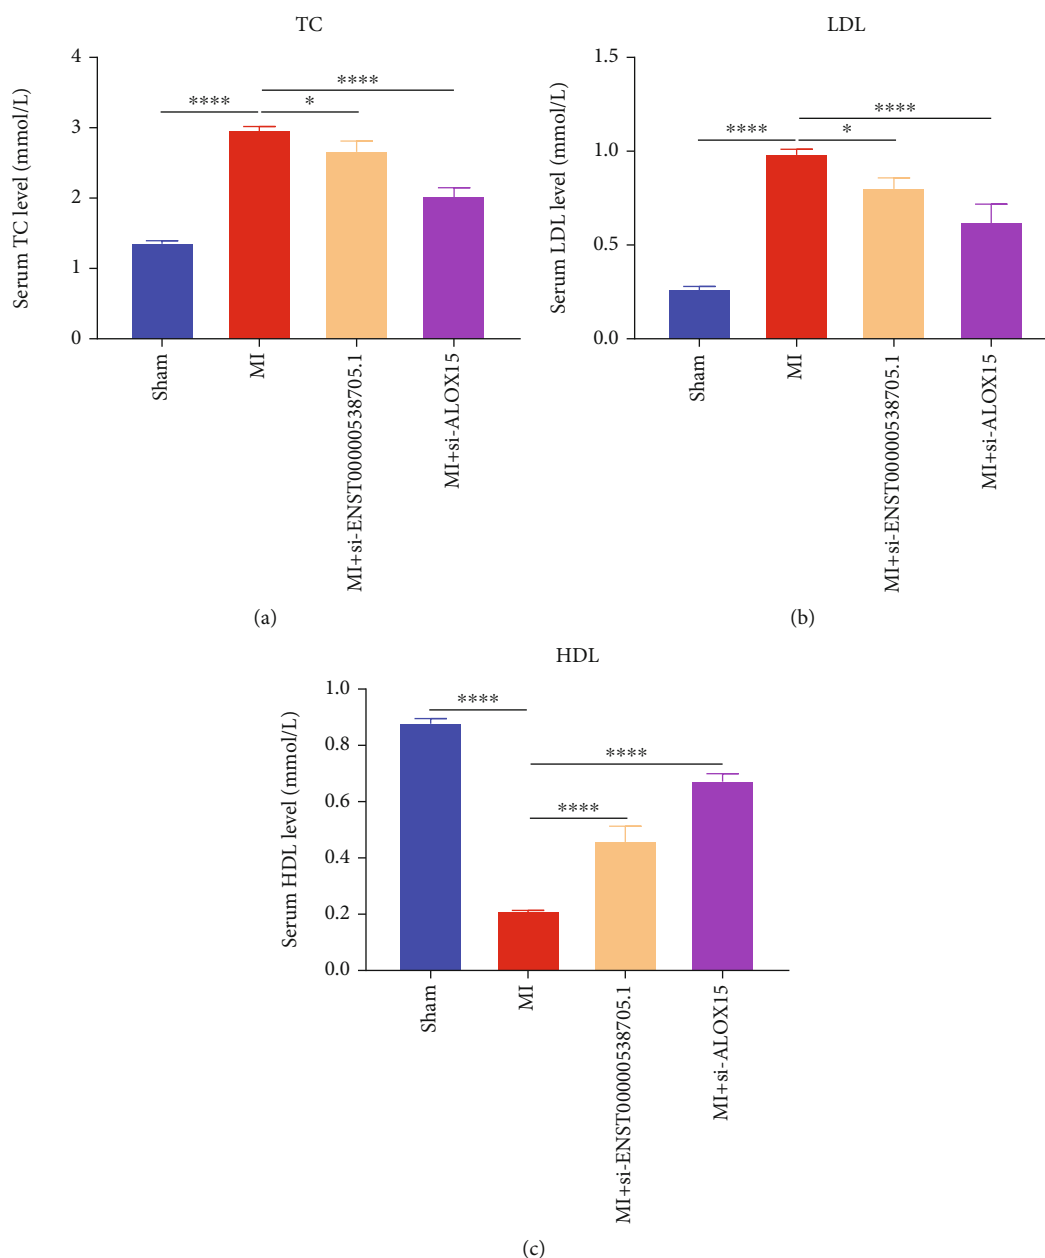 TC
Serum TC level (mmol/L)
4
3
2
1
0
****
*
****
Sham
MI
MI+si-ENST00000538705.1
MI+si-ALOX15
(a)
LDL
Serum LDL level (mmol/L)
1.5
1.0
0.5
0.0
****
*
****
Sham
MI
MI+si-ENST00000538705.1
MI+si-ALOX15
(b)
HDL
Serum HDL level (mmol/L)
1.0
0.8
0.6
0.4
0.2
0.0
****
****
****
Sham
MI
MI+si-ENST00000538705.1
MI+si-ALOX15
(c)